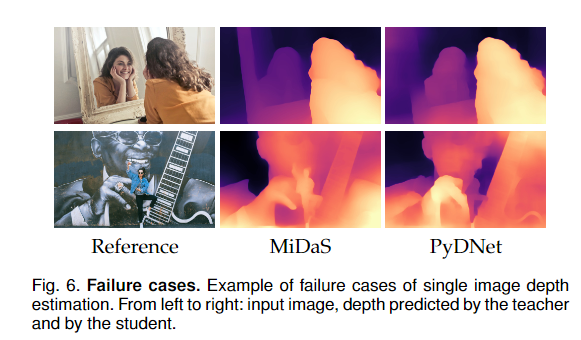 Reference MiDaS PyDNet
Fig. 6. Failure cases. Example of failure cases of single image depth
estimation. From left to right: input image, depth predicted by the teacher
and by the student.